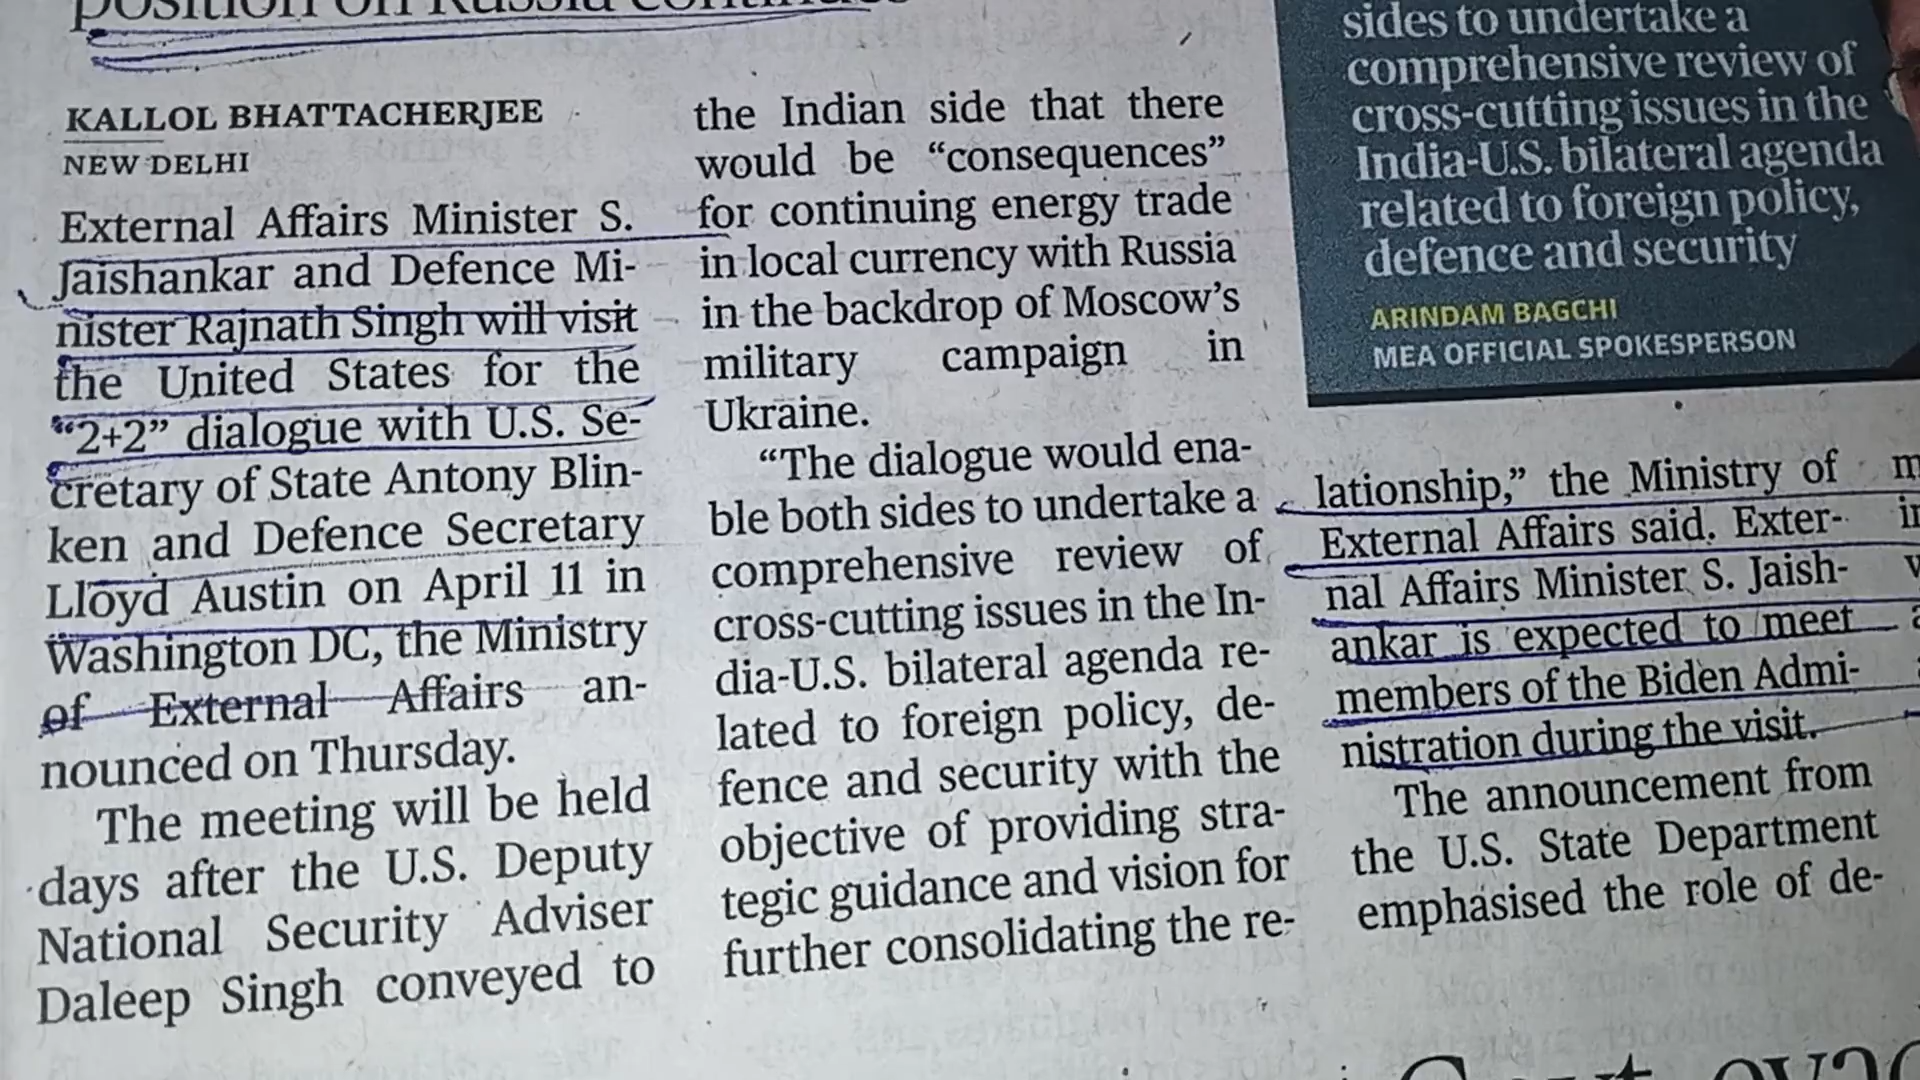 position on Russia continues
KALLOL BHATTACHERJEE
NEW DELHI
External Affairs Minister S.
Jaishankar and Defence Mi-
nister Rajnath Singh will visit
the United States for the
“2+2” dialogue with U.S. Se-
cretary of State Antony Blin-
ken and Defence Secretary
Lloyd Austin on April 11 in
Washington DC, the Ministry
of External Affairs an-
nounced on Thursday.
The meeting will be held
days after the U.S. Deputy
National Security Adviser
Daleep Singh conveyed to
the Indian side that there
would be “consequences”
for continuing energy trade
in local currency with Russia
in the backdrop of Moscow’s
military campaign in
Ukraine.
“The dialogue would ena-
ble both sides to undertake a
comprehensive review of
cross-cutting issues in the In-
dia-U.S. bilateral agenda re-
lated to foreign policy, de-
fence and security with the
objective of providing stra-
tegic guidance and vision for
further consolidating the re-
sides to undertake a
comprehensive review of
cross-cutting issues in the
India-U.S. bilateral agenda
related to foreign policy,
defence and security
ARINDAM BAGCHI
MEA OFFICIAL SPOKESPERSON
lationship,” the Ministry of
External Affairs said. Exter-
nal Affairs Minister S. Jaish-
ankar is expected to meet
members of the Biden Admi-
nistration during the visit.
The announcement from
the U.S. State Department
emphasised the role of de-